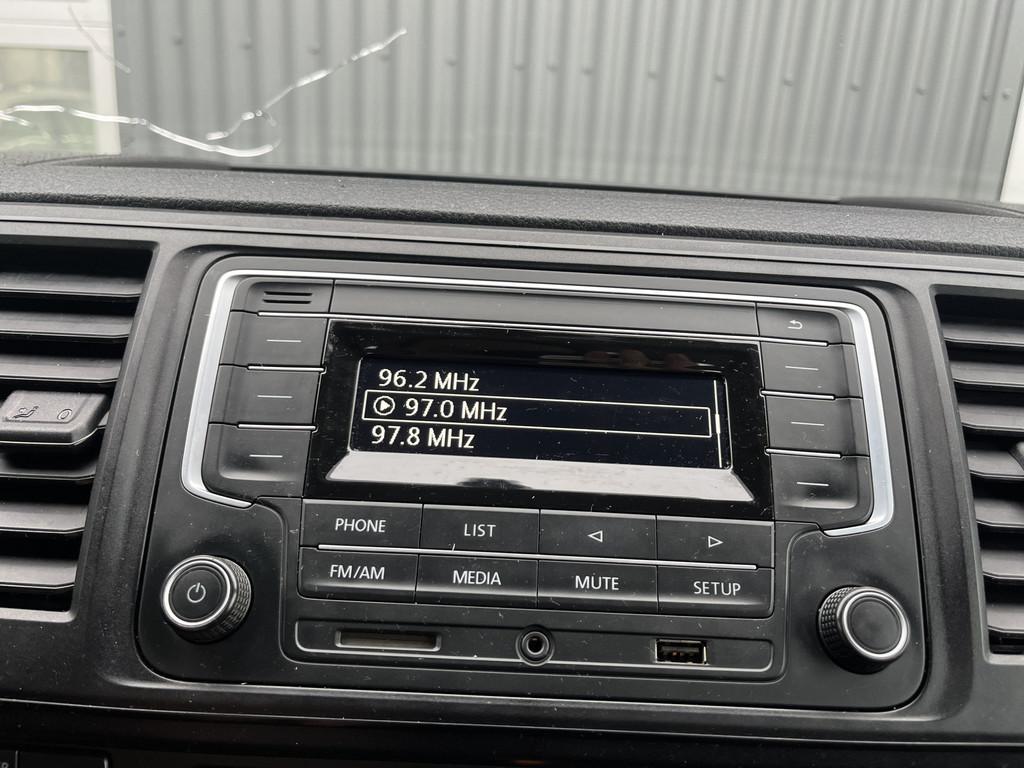 96.2 MHz
97.0 MHz
97.8 MHz
PHONE
LIST
FM/AM
MEDIA
MUTE
SETUP